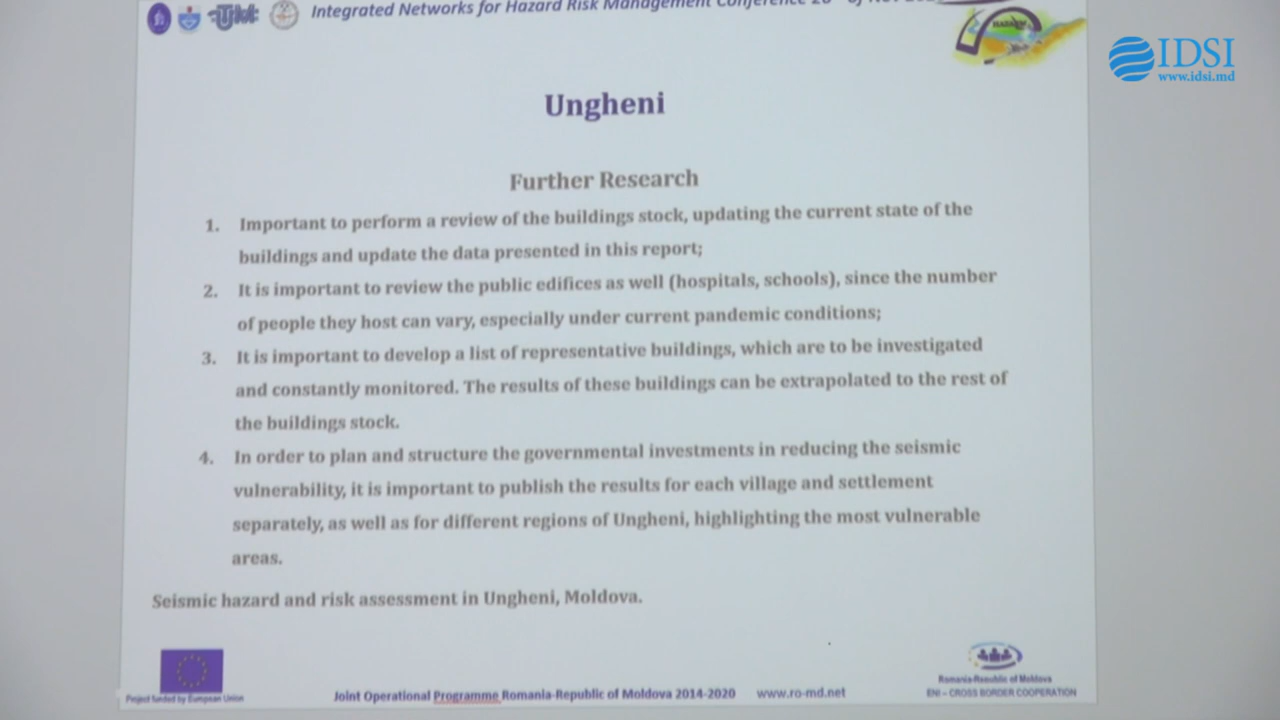 Integrated Networks for Hazard Risk Management Conference
IDSI
www.idsi.md
Ungheni
Further Research
1. Important to perform a review of the buildings stock, updating the current state of the
buildings and update the data presented in this report;
2. It is important to review the public edifices as well (hospitals, schools), since the number
of people they host can vary, especially under current pandemic conditions;
3. It is important to develop a list of representative buildings, which are to be investigated
and constantly monitored. The results of these buildings can be extrapolated to the rest of
the buildings stock.
4. In order to plan and structure the governmental investments in reducing the seismic
vulnerability, it is important to publish the results for each village and settlement
separately, as well as for different regions of Ungheni, highlighting the most vulnerable
areas.
Seismic hazard and risk assessment in Ungheni, Moldova.
Project funded by European Union
Joint Operational Programme Romania-Republic of Moldova 2014-2020 www.ro-md.net
Romania-Republic of Moldova
ENI – CROSS BORDER COOPERATION